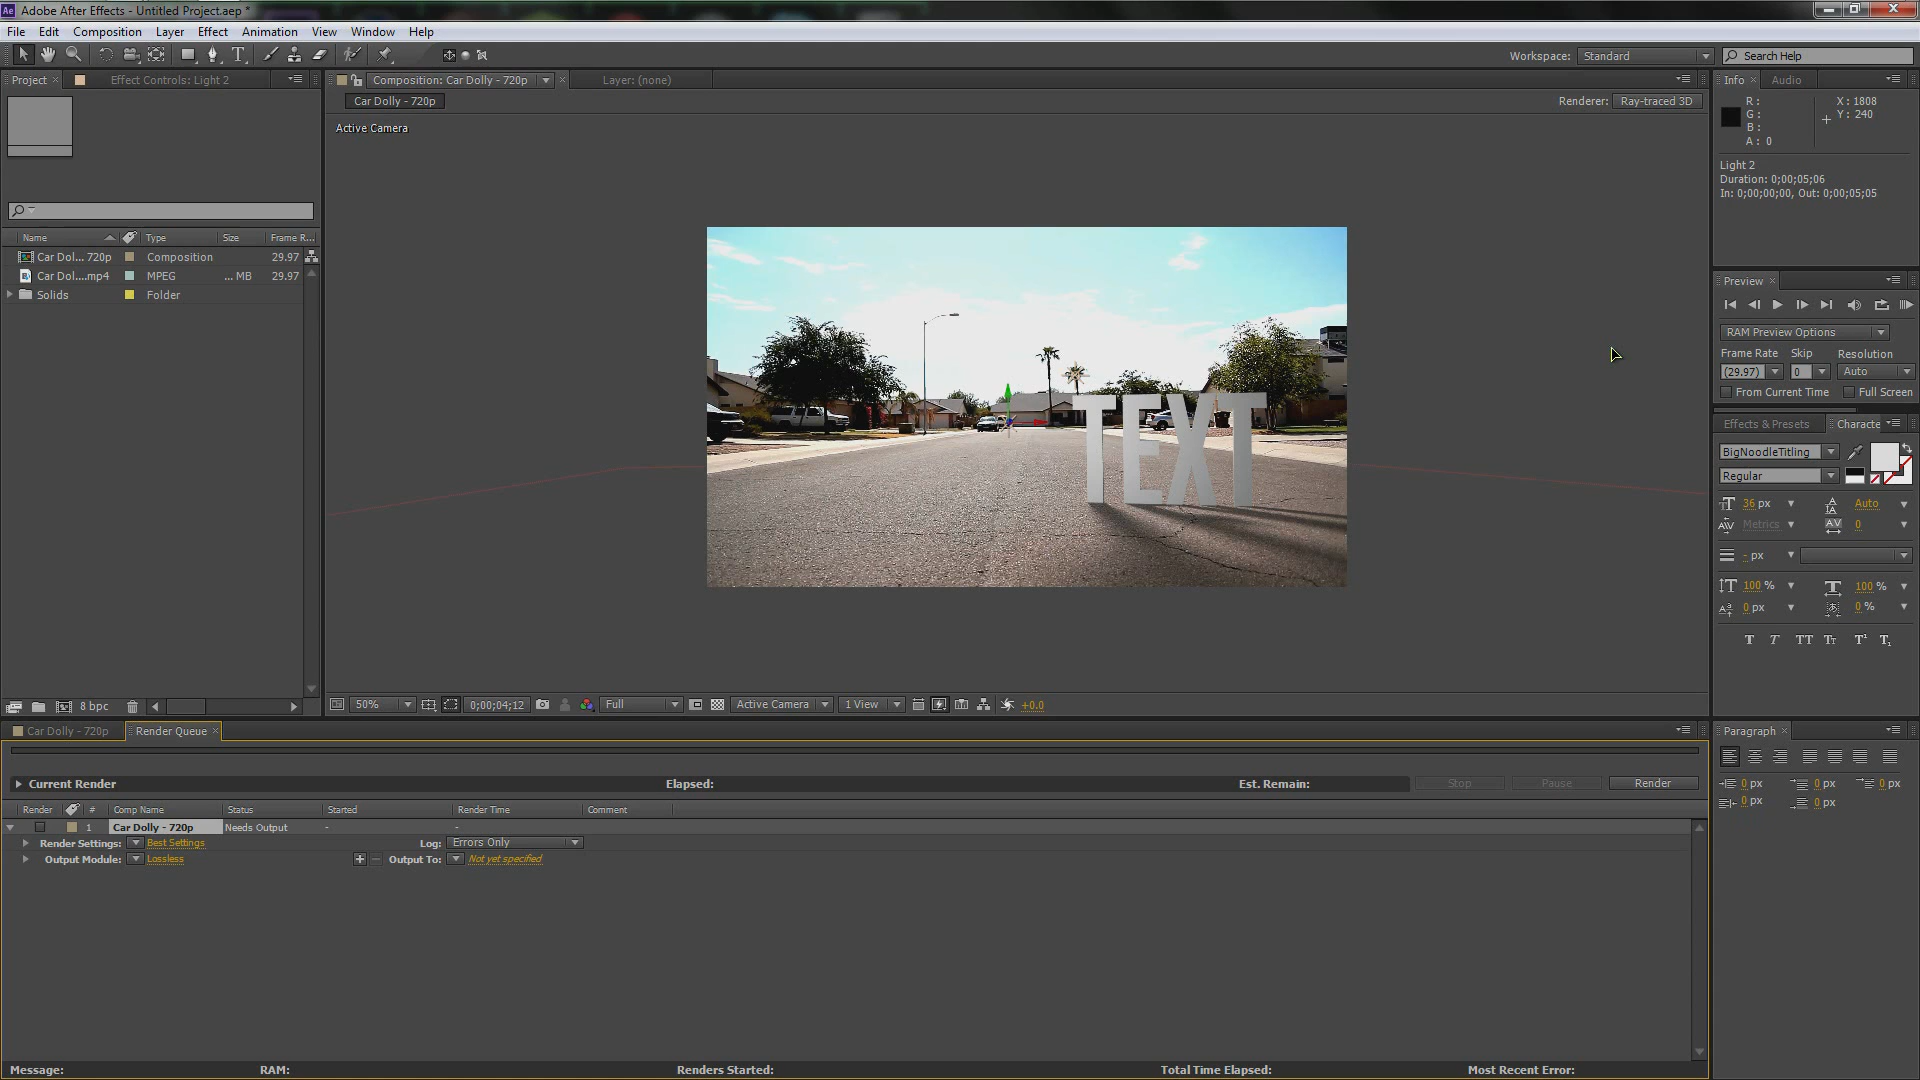 Ae Adobe After Effects - Untitled Project.aep *
File Edit Composition Layer Effect Animation View Window Help
Workspace: Standard Search Help
Project × Effect Controls: Light 2
Composition: Car Dolly - 720p × Layer: (none)
Info × Audio
Car Dolly - 720p
Renderer: Ray-traced 3D
Active Camera
R :
G :
B :
A : 0
X : 1808
Y : 240
Light 2
Duration: 0;00;05;06
In: 0;00;00;00, Out: 0;00;05;05
Name Type Size Frame R...
Car Dol... 720p Composition 29.97
Car Dol....mp4 MPEG ... MB 29.97
Solids Folder
Preview ×
RAM Preview Options
Frame Rate Skip Resolution
(29.97) 0 Auto
From Current Time Full Screen
TEXT
Effects & Presets Characte
BigNoodleTitling
Regular
36 px Auto
Metrics 0
- px
100 % 100 %
0 px 0 %
T T TT Tt T¹ T₁
8 bpc
50% 0;00;04;12 Full Active Camera 1 View +0.0
Car Dolly - 720p Render Queue ×
Current Render Elapsed: Est. Remain: Stop Pause Render
Render # Comp Name Status Started Render Time Comment
1 Car Dolly - 720p Needs Output - -
Render Settings: Best Settings Log: Errors Only
Output Module: Lossless + − Output To: Not yet specified
Paragraph ×
0 px 0 px 0 px
0 px 0 px
Message: RAM: Renders Started: Total Time Elapsed: Most Recent Error: